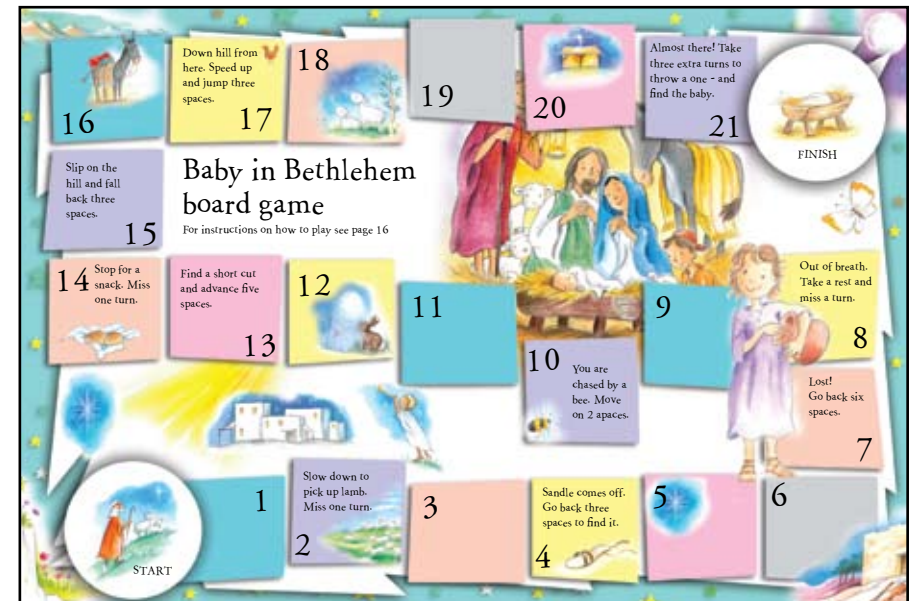 16
Down hill from
here. Speed up
and jump three
spaces.
17
18
19
20
Almost there! Take
three extra turns to
throw a one - and
find the baby.
21
FINISH
Slip on the
hill and fall
back three
spaces.
15
Baby in Bethlehem
board game
For instructions on how to play see page 16
14
Stop for a
snack. Miss
one turn.
Find a short cut
and advance five
spaces.
13
12
11
10
You are
chased by a
bee. Move
on 2 apaces.
9
Out of breath.
Take a rest and
miss a turn.
8
Lost!
Go back six
spaces.
7
START
1
Slow down to
pick up lamb.
Miss one turn.
2
3
Sandle comes off.
Go back three
spaces to find it.
4
5
6